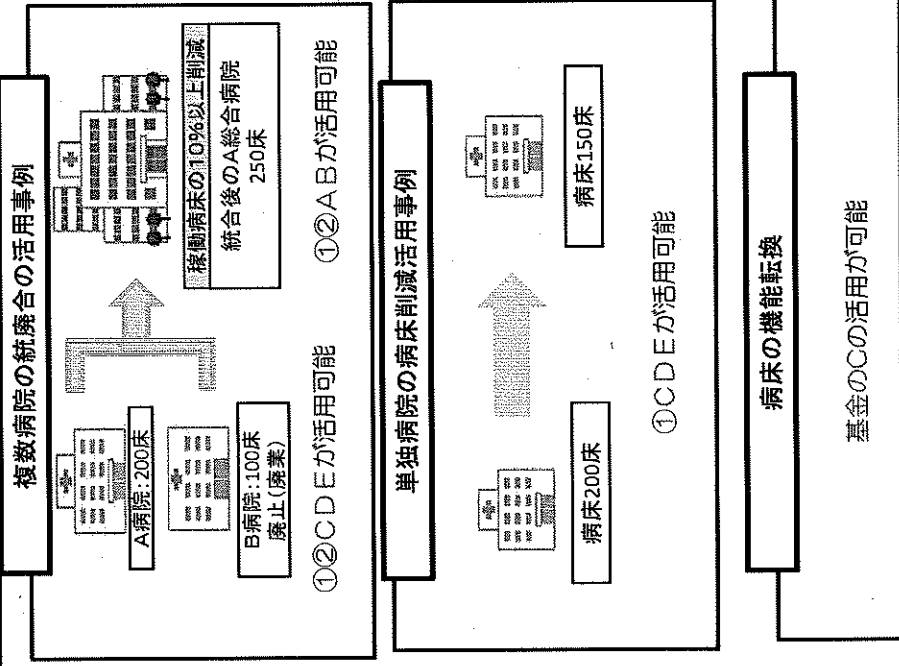 複数病院の統廃合の活用事例
A病院:200床
B病院:100床
廃止(廃業)
稼働病床の10%以上削減
統合後のA総合病院
250床
①②CDEが活用可能
①②ABが活用可能
単独病院の病床削減活用事例
病床200床
病床150床
①CDEが活用可能
病床の機能転換
基金のCの活用が可能